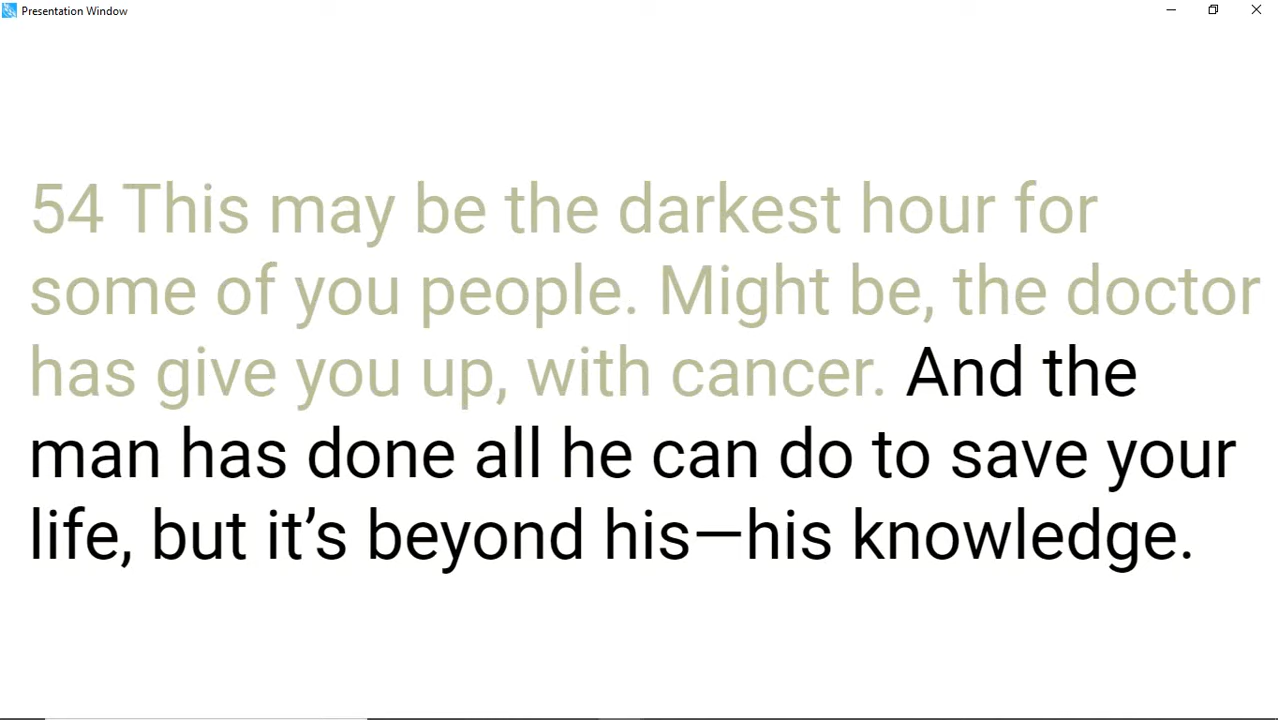 Presentation Window
54 This may be the darkest hour for
some of you people. Might be, the doctor
has give you up, with cancer. And the
man has done all he can do to save your
life, but it’s beyond his—his knowledge.